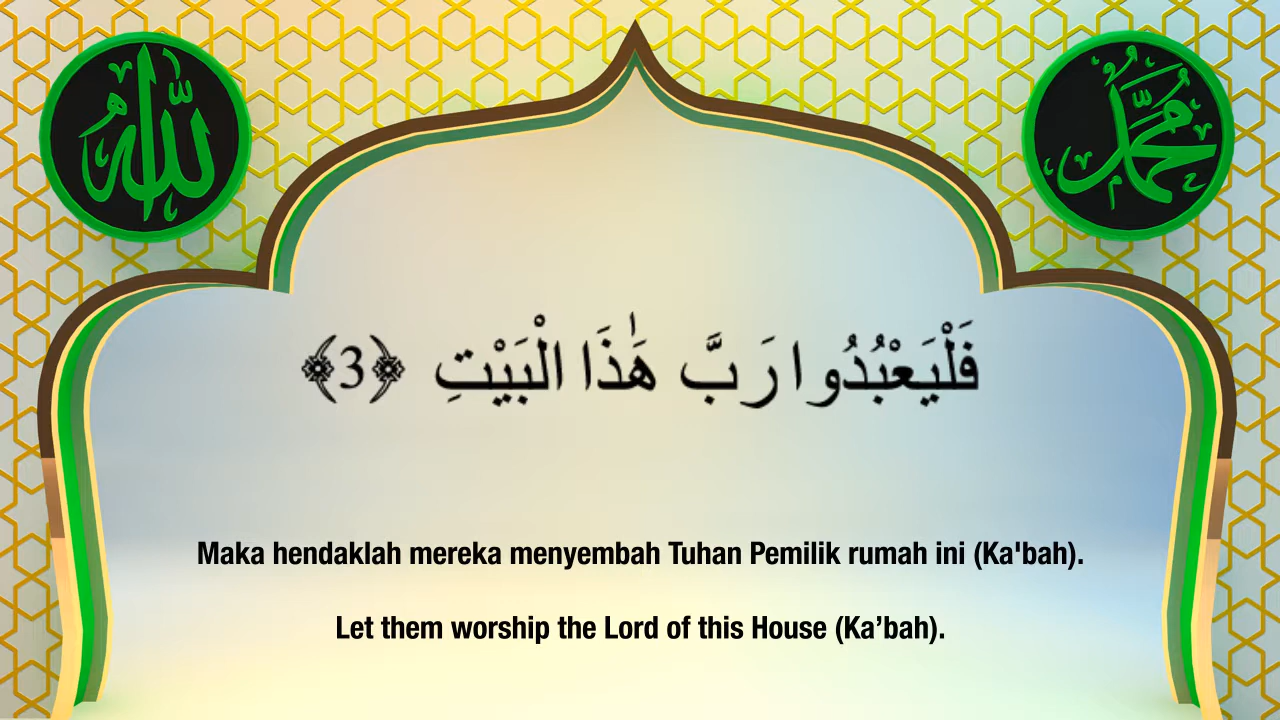 الله
محمد
فَلْيَعْبُدُوا رَبَّ هَٰذَا الْبَيْتِ ﴿3﴾
Maka hendaklah mereka menyembah Tuhan Pemilik rumah ini (Ka'bah).
Let them worship the Lord of this House (Ka’bah).